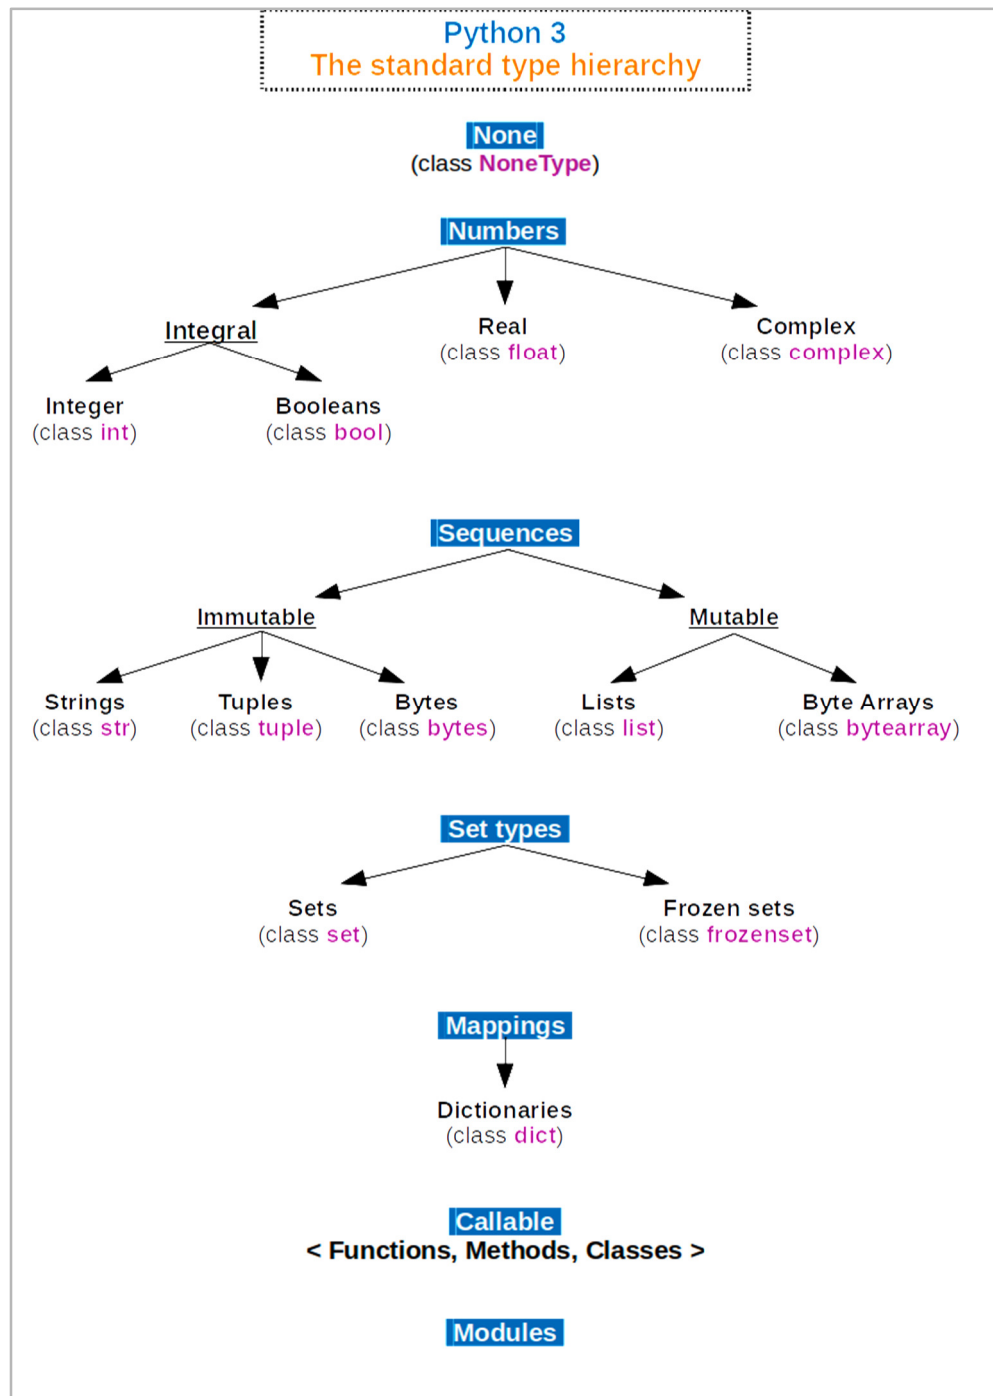 Python 3
The standard type hierarchy
None
(class NoneType)
Numbers
Integral
Real
(class float)
Complex
(class complex)
Integer
(class int)
Booleans
(class bool)
Sequences
Immutable
Mutable
Strings
(class str)
Tuples
(class tuple)
Bytes
(class bytes)
Lists
(class list)
Byte Arrays
(class bytearray)
Set types
Sets
(class set)
Frozen sets
(class frozenset)
Mappings
Dictionaries
(class dict)
Callable
< Functions, Methods, Classes >
Modules